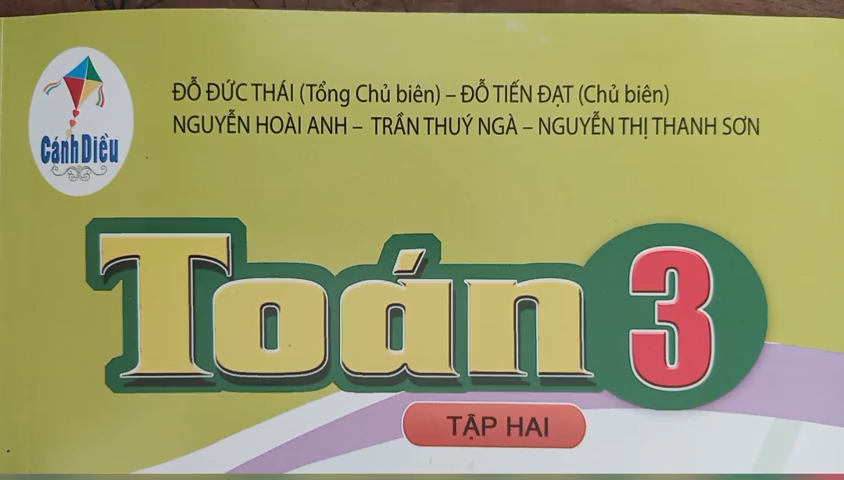 Cánh Diều
ĐỖ ĐỨC THÁI (Tổng Chủ biên) – ĐỖ TIẾN ĐẠT (Chủ biên)
NGUYỄN HOÀI ANH – TRẦN THUÝ NGÀ – NGUYỄN THỊ THANH SƠN
Toán 3
TẬP HAI